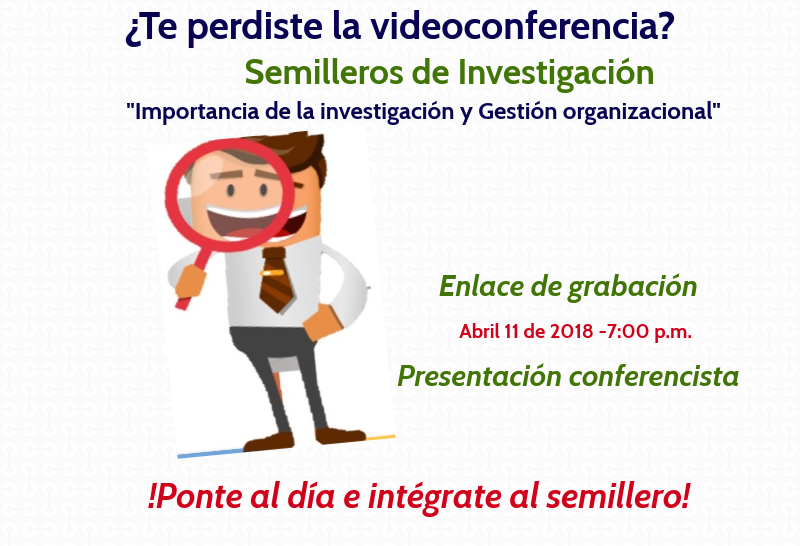 ¿Te perdiste la videoconferencia?
Semilleros de Investigación
"Importancia de la investigación y Gestión organizacional"
Enlace de grabación
Abril 11 de 2018 -7:00 p.m.
Presentación conferencista
!Ponte al día e intégrate al semillero!